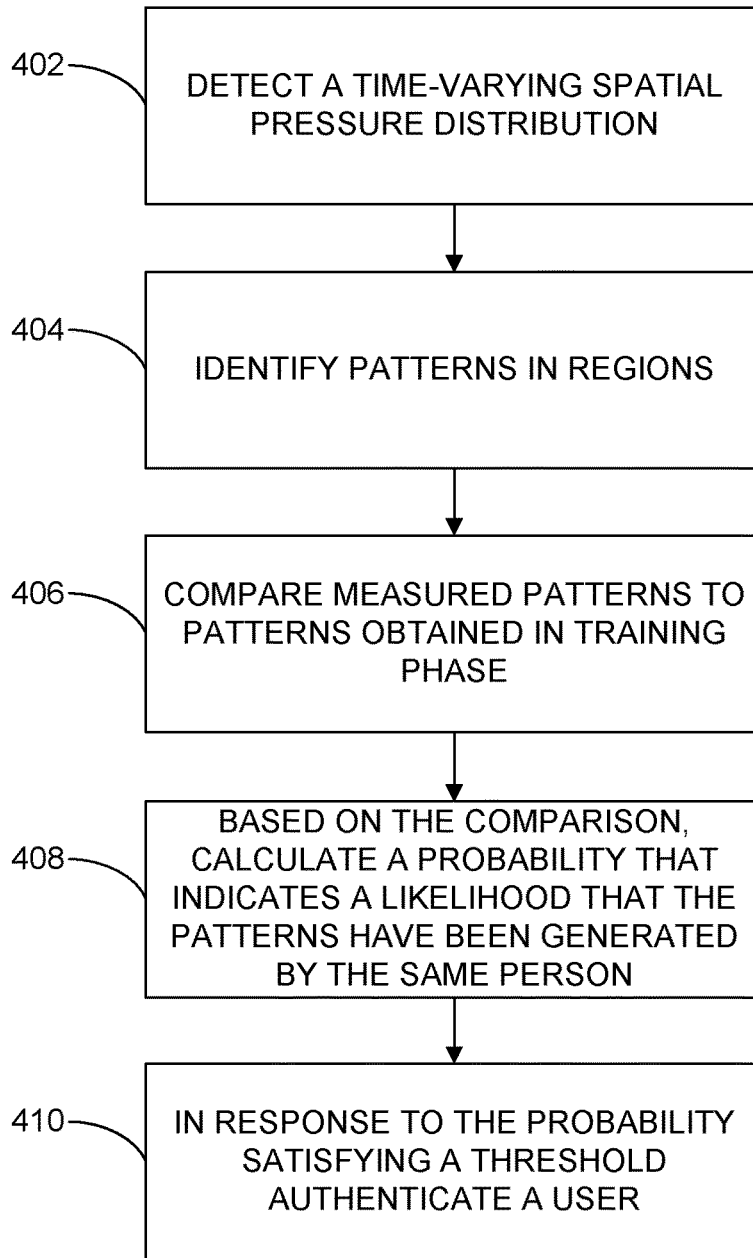 402
DETECT A TIME-VARYING SPATIAL
PRESSURE DISTRIBUTION
404
IDENTIFY PATTERNS IN REGIONS
406
COMPARE MEASURED PATTERNS TO
PATTERNS OBTAINED IN TRAINING
PHASE
408
BASED ON THE COMPARISON,
CALCULATE A PROBABILITY THAT
INDICATES A LIKELIHOOD THAT THE
PATTERNS HAVE BEEN GENERATED
BY THE SAME PERSON
410
IN RESPONSE TO THE PROBABILITY
SATISFYING A THRESHOLD
AUTHENTICATE A USER